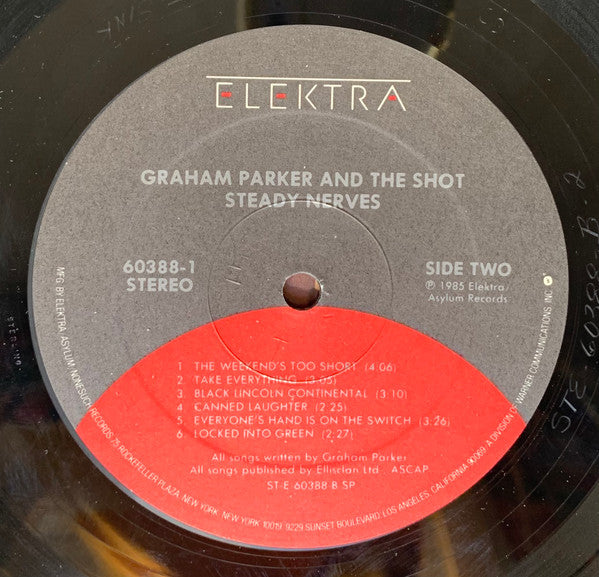 ELEKTRA
GRAHAM PARKER AND THE SHOT
STEADY NERVES
60388-1
STEREO
SIDE TWO
℗ 1985 Elektra/
Asylum Records
1 THE WEEKEND'S TOO SHORT (4:06)
2 TAKE EVERYTHING (3:05)
3 BLACK LINCOLN CONTINENTAL (3:10)
4 CANNED LAUGHTER (2:25)
5 EVERYONE'S HAND IS ON THE SWITCH (3:26)
6 LOCKED INTO GREEN (2:27)
All songs written by Graham Parker
All songs published by Ellisclan Ltd., ASCAP
ST-E-60388 B SP
MFG BY ELEKTRA ASYLUM NONESUCH RECORDS 75 ROCKEFELLER PLAZA, NEW YORK, NEW YORK 10019, 9229 SUNSET BOULEVARD, LOS ANGELES, CALIFORNIA 90069 A DIVISION OF WARNER COMMUNICATIONS INC
STE-60388-B-2